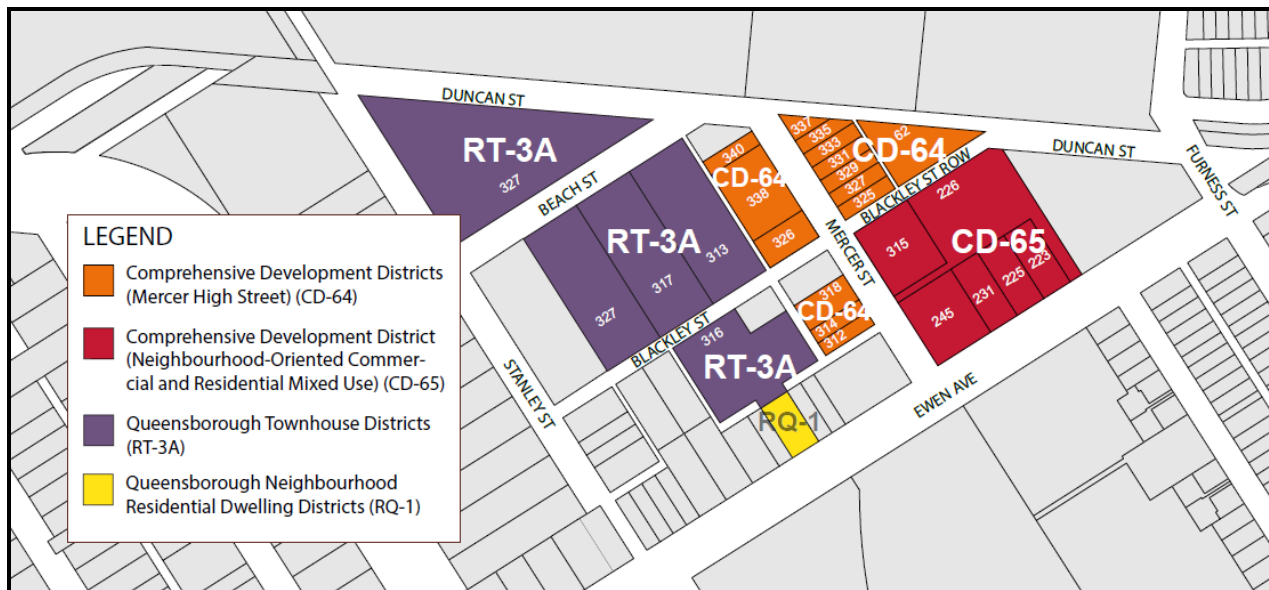 DUNCAN ST
RT-3A
327
BEACH ST
340
CD-64
338
326
337
335
333
331
329
327
325
62
CD-64
BLACKLEY ST ROW
DUNCAN ST
FURNESS ST
RT-3A
327
317
313
MERCER ST
226
315
CD-65
245
231
225
223
BLACKLEY ST
316
RT-3A
318
CD-64
314
312
STANLEY ST
RQ-1
EWEN AVE
LEGEND
Comprehensive Development Districts
(Mercer High Street) (CD-64)
Comprehensive Development District
(Neighbourhood-Oriented Commer-
cial and Residential Mixed Use) (CD-65)
Queensborough Townhouse Districts
(RT-3A)
Queensborough Neighbourhood
Residential Dwelling Districts (RQ-1)